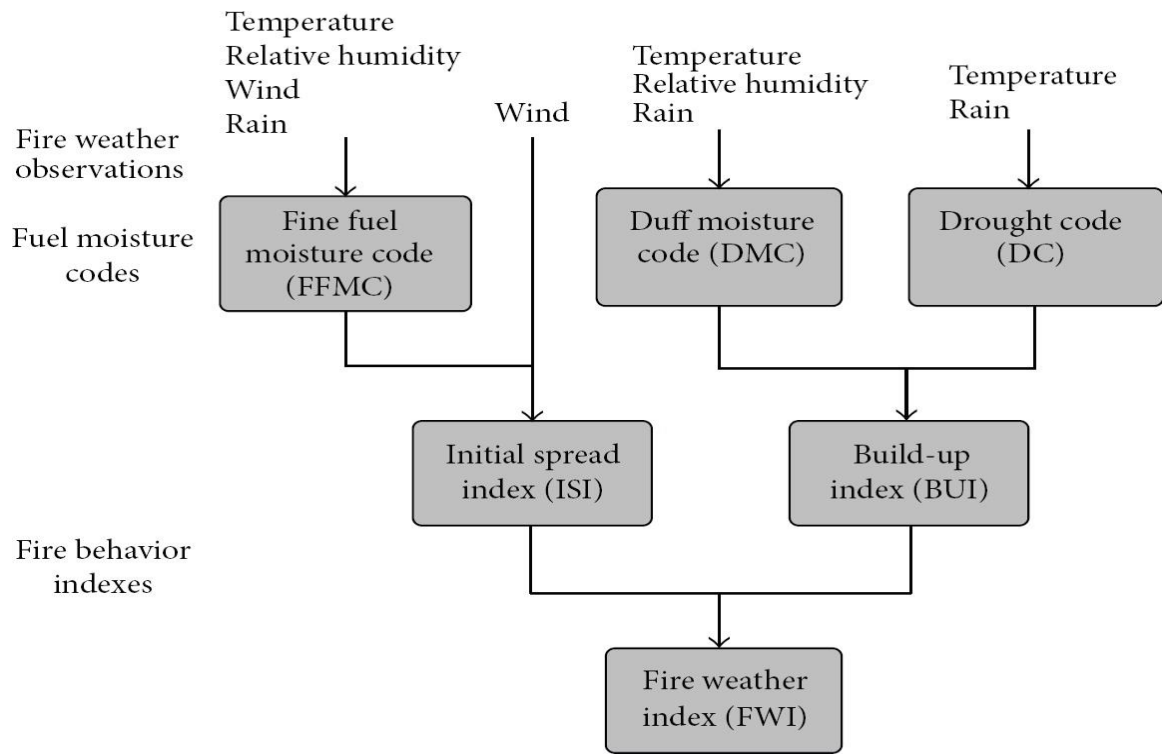 Temperature
Relative humidity
Wind
Rain
Wind
Temperature
Relative humidity
Rain
Temperature
Rain
Fire weather
observations
Fuel moisture
codes
Fine fuel
moisture code
(FFMC)
Duff moisture
code (DMC)
Drought code
(DC)
Initial spread
index (ISI)
Build-up
index (BUI)
Fire behavior
indexes
Fire weather
index (FWI)